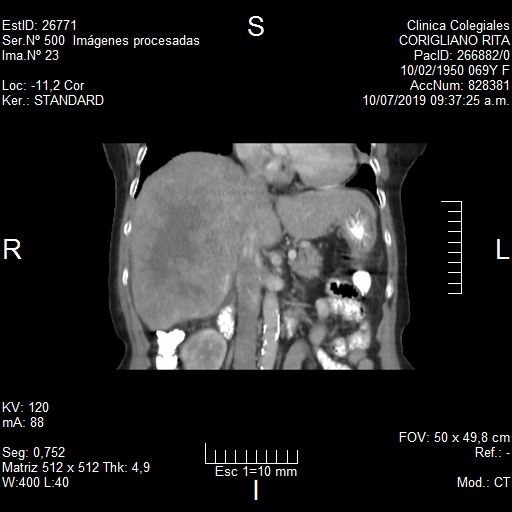 EstID: 26771
Ser.Nº 500 Imágenes procesadas
Ima.Nº 23
Loc: -11,2 Cor
Ker.: STANDARD
S
Clinica Colegiales
CORIGLIANO RITA
PacID: 266882/0
10/02/1950 069Y F
AccNum: 828381
10/07/2019 09:37:25 a.m.
R
L
KV: 120
mA: 88
Seg: 0,752
Matriz 512 x 512 Thk: 4,9
W:400 L:40
Esc 1=10 mm
I
FOV: 50 x 49,8 cm
Ref.: -
Mod.: CT